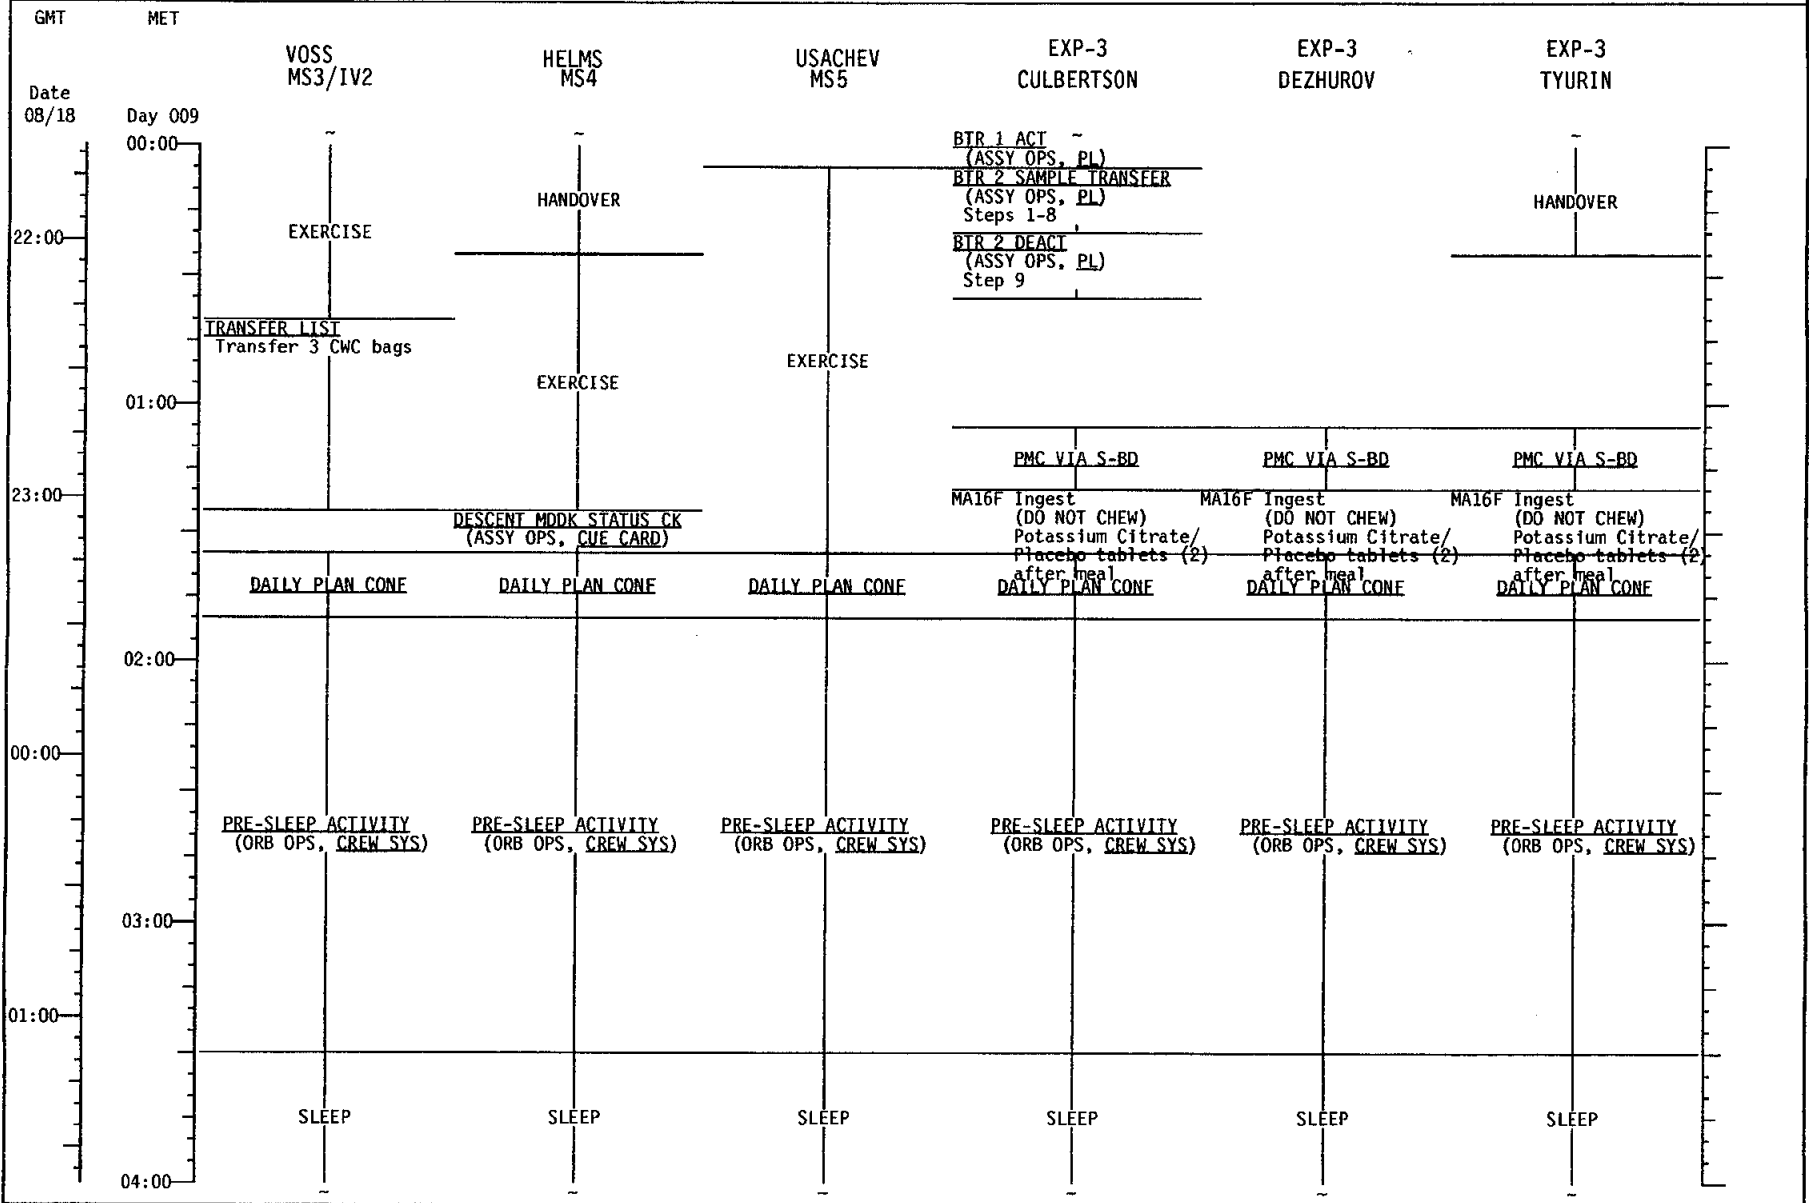 GMT MET
VOSS HELMS USACHEV EXP-3 EXP-3 EXP-3
MS3/IV2 MS4 MS5 CULBERTSON DEZHUROV TYURIN
Date
08/18 Day 009
00:00 ~ ~ BTR 1 ACT ~ ~
(ASSY OPS, PL)
BTR 2 SAMPLE TRANSFER
HANDOVER (ASSY OPS, PL) HANDOVER
Steps 1-8
22:00 EXERCISE BTR 2 DEACT
(ASSY OPS, PL)
Step 9
TRANSFER LIST
Transfer 3 CWC bags
EXERCISE
EXERCISE
01:00
PMC VIA S-BD PMC VIA S-BD PMC VIA S-BD
23:00 MA16F Ingest MA16F Ingest MA16F Ingest
DESCENT MDDK STATUS CK (DO NOT CHEW) (DO NOT CHEW) (DO NOT CHEW)
(ASSY OPS, CUE CARD) Potassium Citrate/ Potassium Citrate/ Potassium Citrate/
Placebo tablets (2) Placebo tablets (2) Placebo tablets (2)
after meal after meal after meal
DAILY PLAN CONF DAILY PLAN CONF DAILY PLAN CONF DAILY PLAN CONF DAILY PLAN CONF DAILY PLAN CONF
02:00
00:00
PRE-SLEEP ACTIVITY PRE-SLEEP ACTIVITY PRE-SLEEP ACTIVITY PRE-SLEEP ACTIVITY PRE-SLEEP ACTIVITY PRE-SLEEP ACTIVITY
(ORB OPS, CREW SYS) (ORB OPS, CREW SYS) (ORB OPS, CREW SYS) (ORB OPS, CREW SYS) (ORB OPS, CREW SYS) (ORB OPS, CREW SYS)
03:00
01:00
SLEEP SLEEP SLEEP SLEEP SLEEP SLEEP
04:00
~ ~ ~ ~ ~ ~